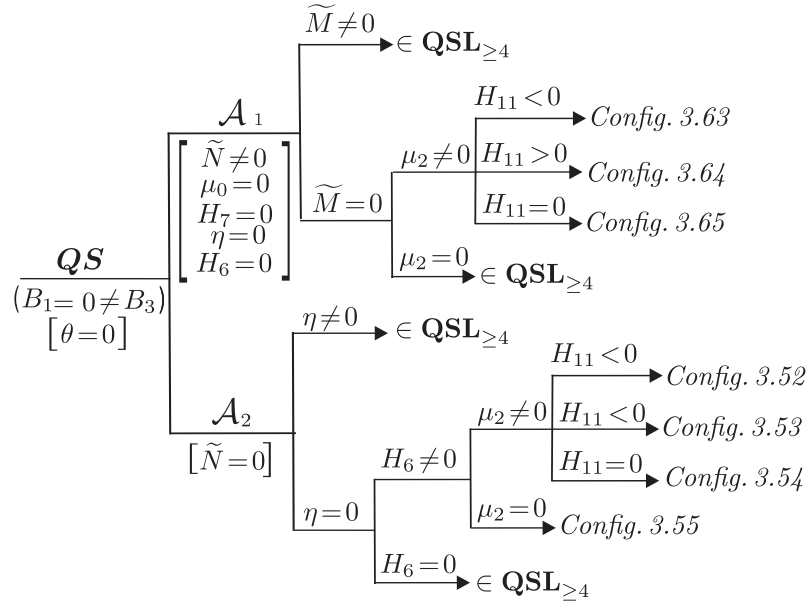 M̃≠0
∈ QSL≥4
A₁
[Ñ≠0
μ₀=0
H₇=0
η=0
H₆=0]
M̃=0
μ₂≠0
H₁₁<0
Config. 3.63
H₁₁>0
Config. 3.64
H₁₁=0
Config. 3.65
μ₂=0
∈ QSL≥4
QS
(B₁=0≠B₃)
[θ=0]
A₂
[Ñ=0]
η≠0
∈ QSL≥4
η=0
H₆≠0
μ₂≠0
H₁₁<0
Config. 3.52
H₁₁<0
Config. 3.53
H₁₁=0
Config. 3.54
μ₂=0
Config. 3.55
H₆=0
∈ QSL≥4